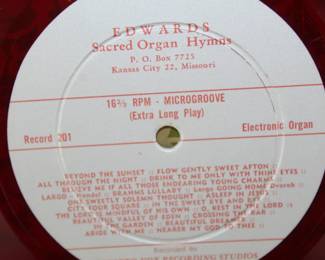 EDWARDS
Sacred Organ Hymns
P. O. Box 7725
Kansas City 22, Missouri
16⅔ RPM - MICROGROOVE
(Extra Long Play)
Record 201
Electronic Organ
BEYOND THE SUNSET :: FLOW GENTLY SWEET AFTON
ALL THROUGH THE NIGHT :: DRINK TO ME ONLY WITH THINE EYES
BELIEVE ME IF ALL THOSE ENDEARING YOUNG CHARMS
LARGO - Handel :: BRAHMS LULLABY :: Largo GOING HOME Dvorak
ONE SWEETLY SOLEMN THOUGHT :: ASLEEP IN JESUS
CITY FOUR SQUARE :: IN THE SWEET BYE AND BYE
THE LORD IS MINDFUL OF HIS OWN :: O, REST IN THE LORD
BEAUTIFUL VALLEY OF EDEN :: CROSSING THE BAR
IN THE GARDEN :: BEAUTIFUL DREAMER
ABIDE WITH ME :: NEARER MY GOD TO THEE
RECORDING STUDIOS